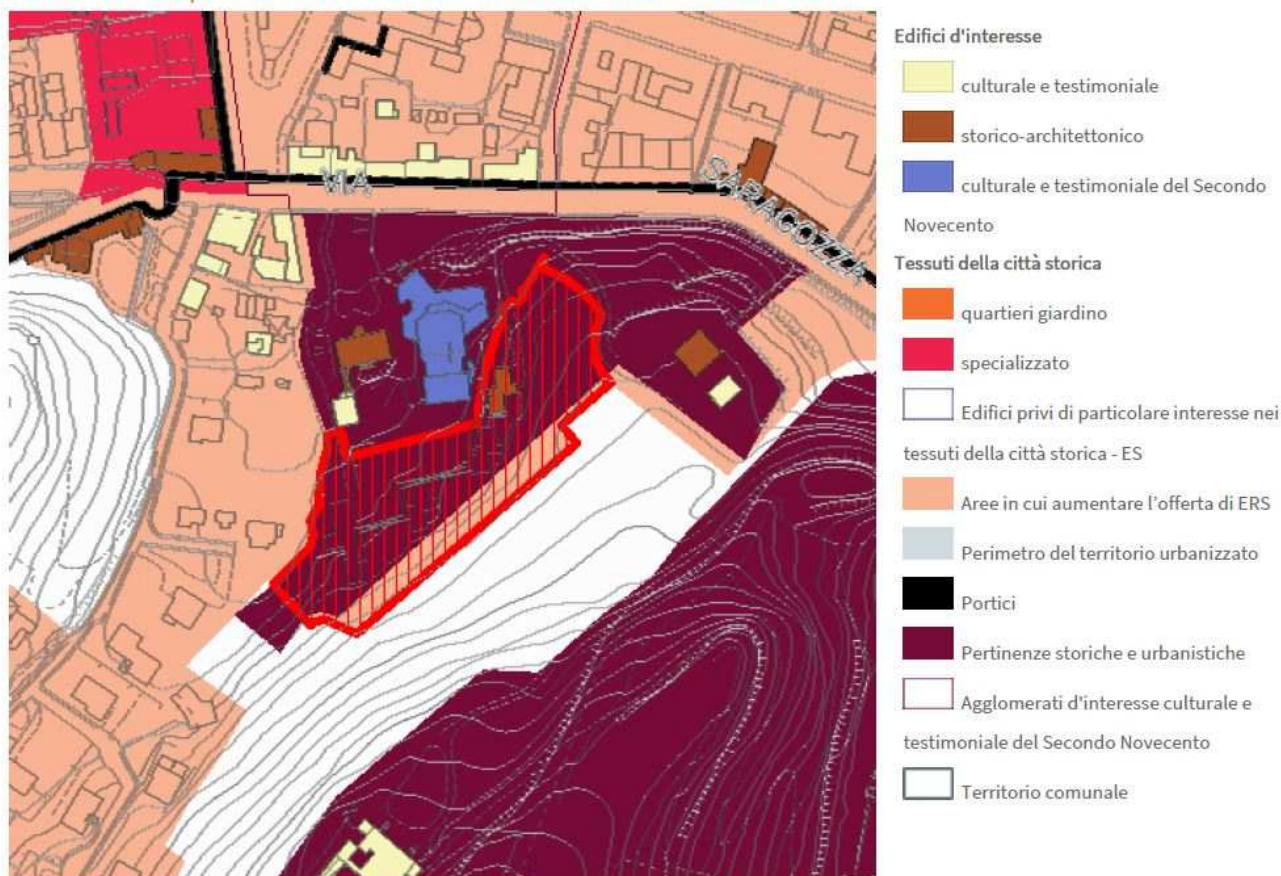 VIA
SARAGOZZA
Edifici d'interesse
culturale e testimoniale
storico-architettonico
culturale e testimoniale del Secondo
Novecento
Tessuti della città storica
quartieri giardino
specializzato
Edifici privi di particolare interesse nei
tessuti della città storica - ES
Aree in cui aumentare l'offerta di ERS
Perimetro del territorio urbanizzato
Portici
Pertinenze storiche e urbanistiche
Agglomerati d'interesse culturale e
testimoniale del Secondo Novecento
Territorio comunale